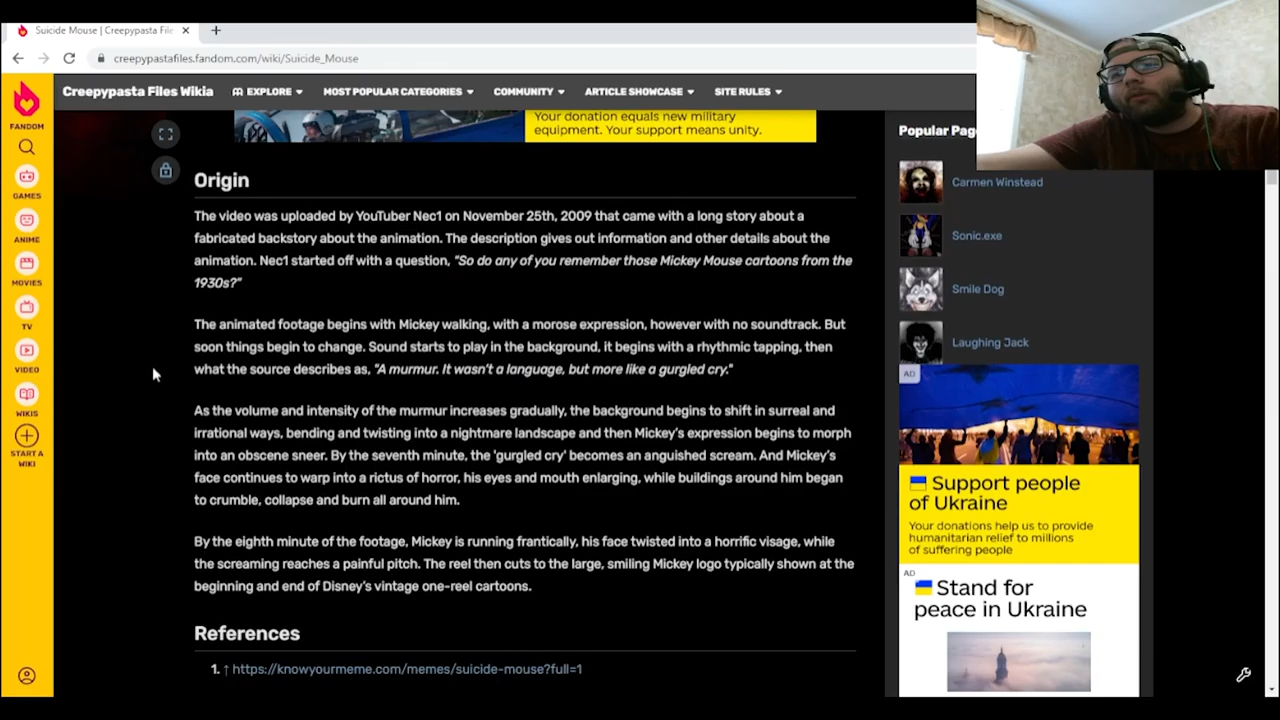 Suicide Mouse | Creepypasta File
creepypastafiles.fandom.com/wiki/Suicide_Mouse
Creepypasta Files Wikia
EXPLORE
MOST POPULAR CATEGORIES
COMMUNITY
ARTICLE SHOWCASE
SITE RULES
FANDOM
GAMES
ANIME
MOVIES
TV
VIDEO
WIKIS
START A
WIKI
Your donation equals new military
equipment. Your support means unity.
Origin
The video was uploaded by YouTuber Nec1 on November 25th, 2009 that came with a long story about a
fabricated backstory about the animation. The description gives out information and other details about the
animation. Nec1 started off with a question, "So do any of you remember those Mickey Mouse cartoons from the
1930s?"
The animated footage begins with Mickey walking, with a morose expression, however with no soundtrack. But
soon things begin to change. Sound starts to play in the background, it begins with a rhythmic tapping, then
what the source describes as, "A murmur. It wasn't a language, but more like a gurgled cry."
As the volume and intensity of the murmur increases gradually, the background begins to shift in surreal and
irrational ways, bending and twisting into a nightmare landscape and then Mickey's expression begins to morph
into an obscene sneer. By the seventh minute, the 'gurgled cry' becomes an anguished scream. And Mickey's
face continues to warp into a rictus of horror, his eyes and mouth enlarging, while buildings around him began
to crumble, collapse and burn all around him.
By the eighth minute of the footage, Mickey is running frantically, his face twisted into a horrific visage, while
the screaming reaches a painful pitch. The reel then cuts to the large, smiling Mickey logo typically shown at the
beginning and end of Disney's vintage one-reel cartoons.
References
1. ↑ https://knowyourmeme.com/memes/suicide-mouse?full=1
Popular Pag
Carmen Winstead
Sonic.exe
Smile Dog
Laughing Jack
AD
Support people
of Ukraine
Your donations help us to provide
humanitarian relief to millions
of suffering people
AD
Stand for
peace in Ukraine